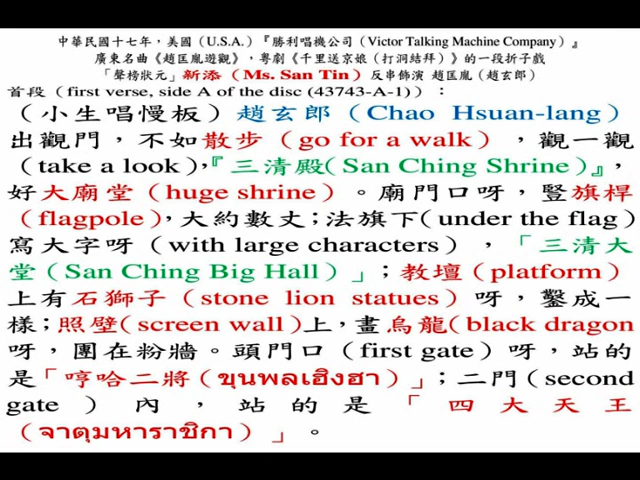 中華民國十七年，美國（U.S.A.）『勝利唱機公司（Victor Talking Machine Company）』
廣東名曲《趙匡胤遊觀》，粵劇《千里送京娘（打洞結拜）》的一段折子戲
「聲榜狀元」新添（Ms. San Tin）反串飾演 趙匡胤（趙玄郎）
首段（first verse, side A of the disc (43743-A-1)）：
（小生唱慢板）趙玄郎（Chao Hsuan-lang）
出觀門，不如散步（go for a walk），觀一觀
（take a look），『三清殿（San Ching Shrine）』，
好大廟堂（huge shrine）。廟門口呀，豎旗桿
（flagpole），大約數丈；法旗下（under the flag）
寫大字呀（with large characters），「三清大
堂（San Ching Big Hall）」；教壇（platform）
上有石獅子（stone lion statues）呀，鑿成一
樣；照壁（screen wall）上，畫烏龍（black dragon）
呀，團在粉牆。頭門口（first gate）呀，站的
是「哼哈二將（ขุนพลเฮิงฮา）」；二門（second
gate）內，站的是「四大天王
（จาตุมหาราชิกา）」。